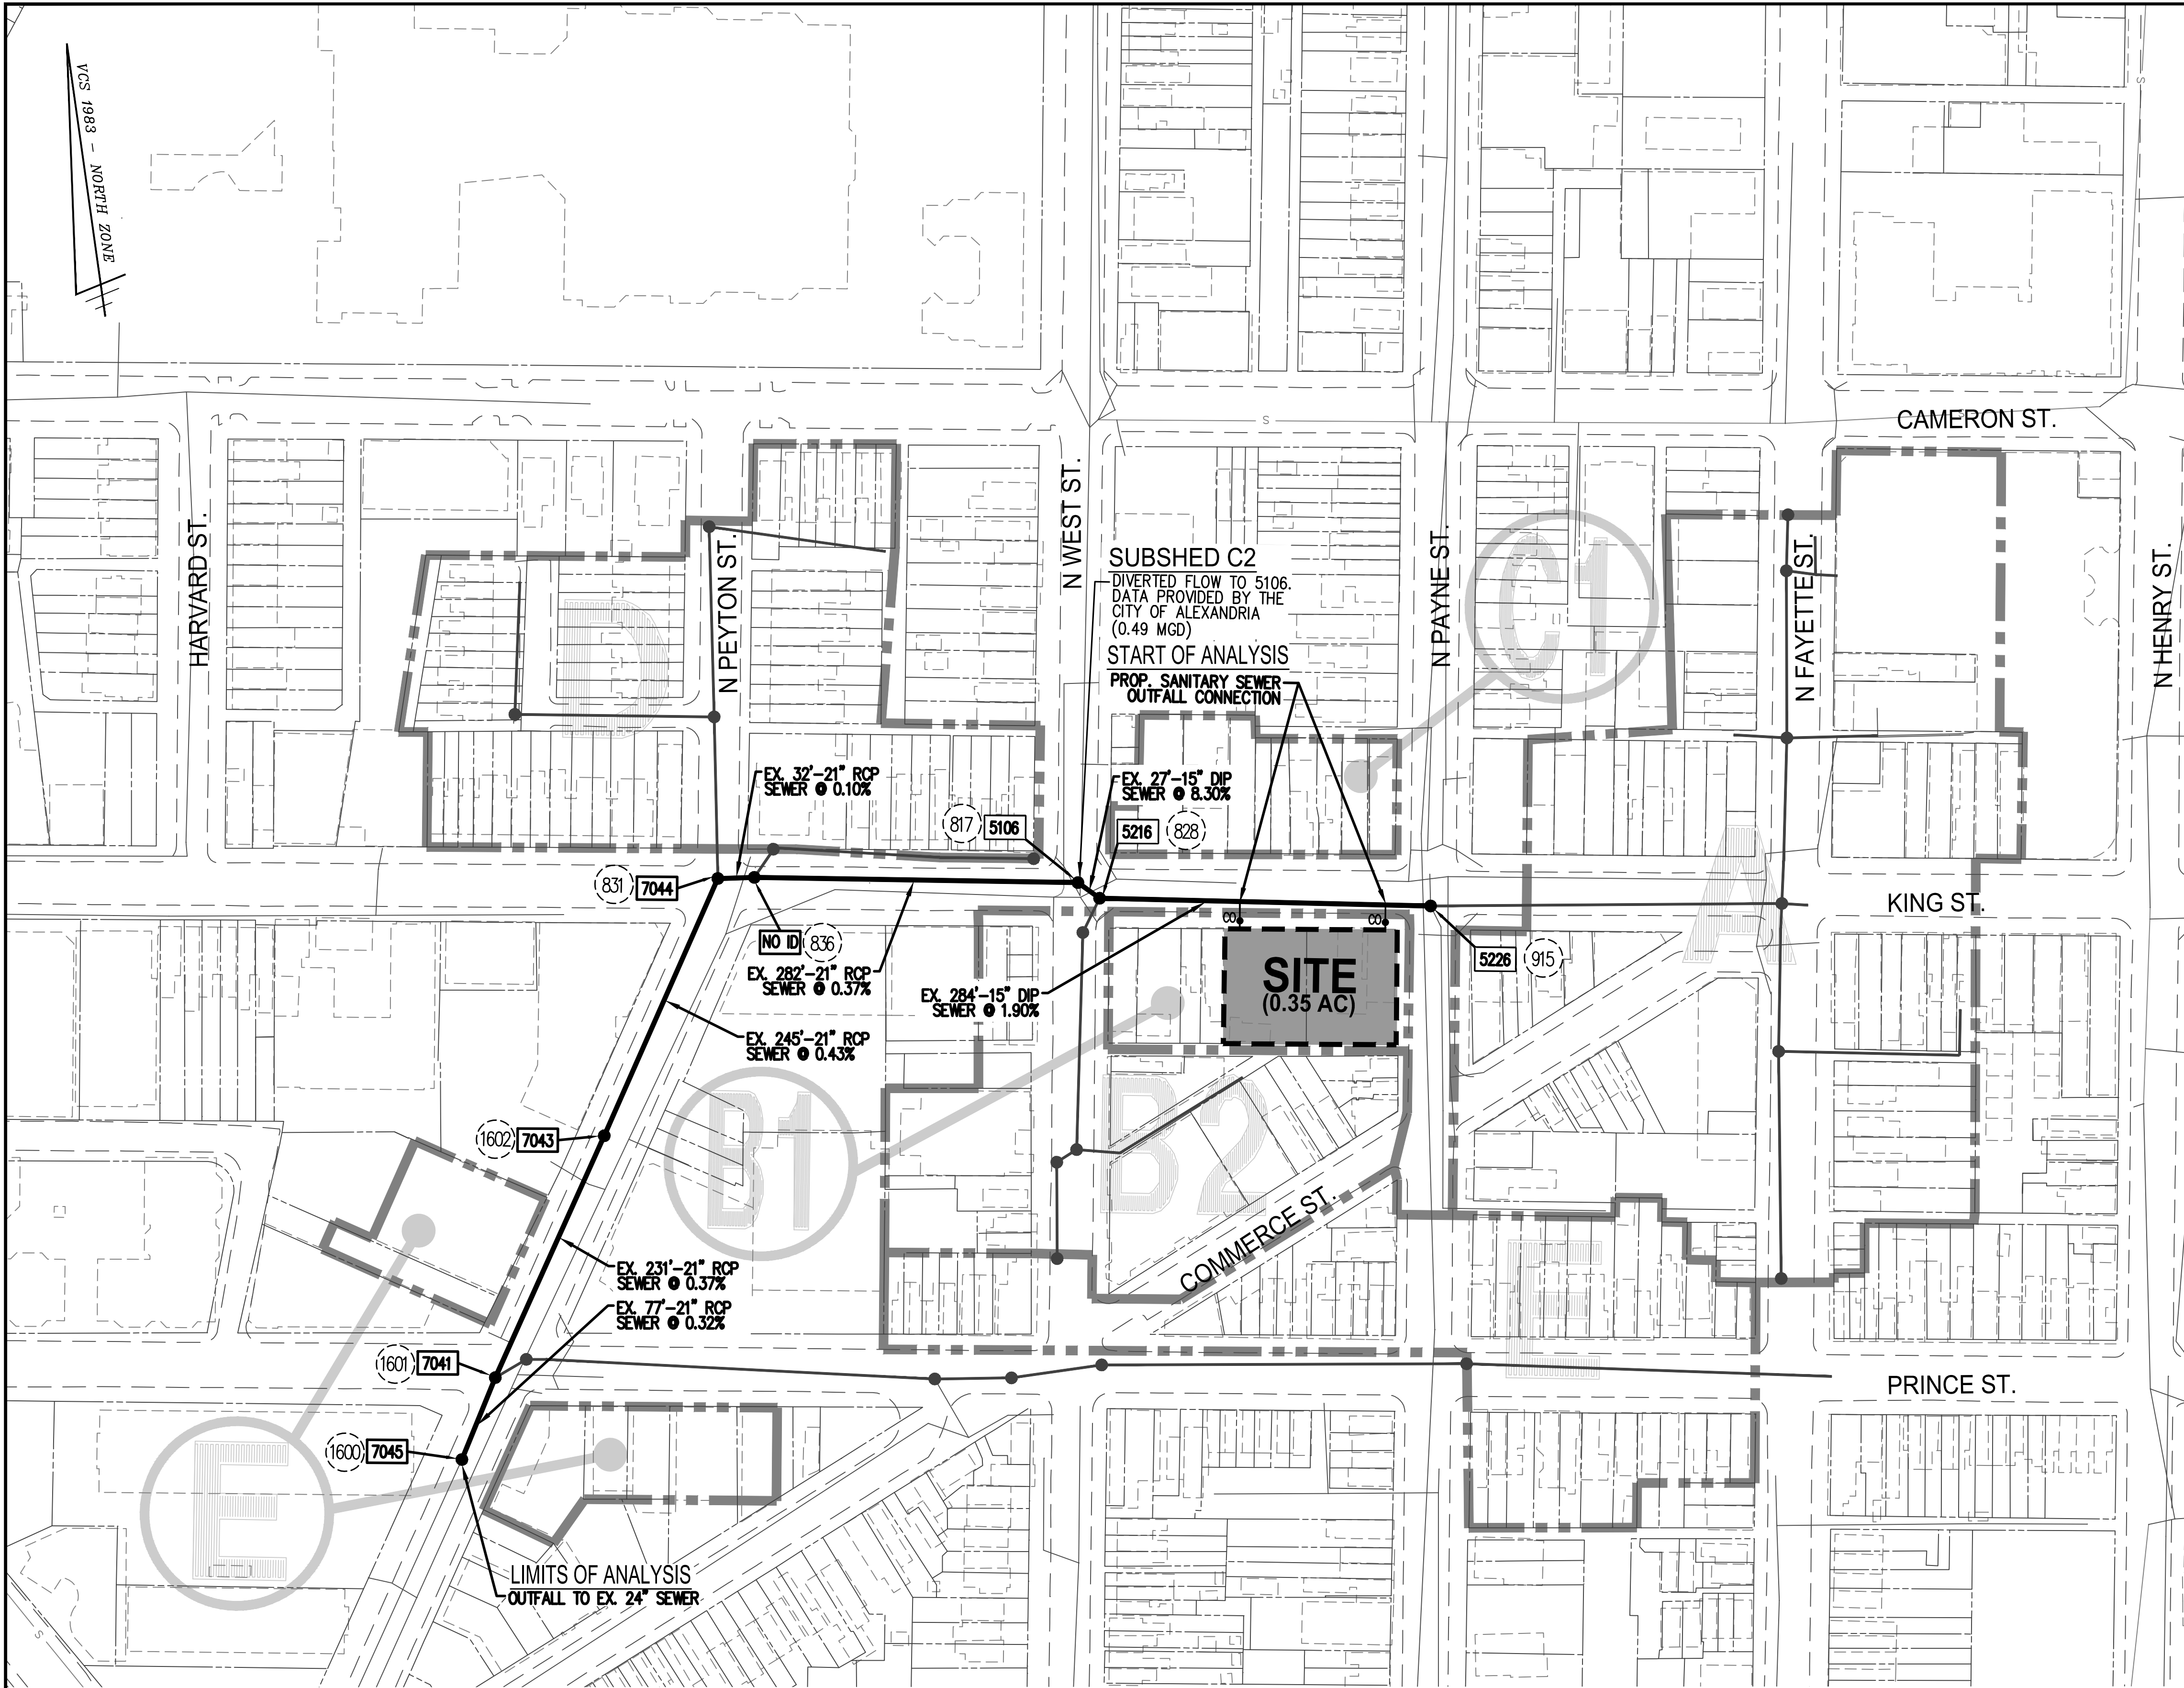 VCS 1983 - NORTH ZONE
CAMERON ST.
S
S
HARVARD ST.
N PEYTON ST.
N WEST ST.
N PAYNE ST.
N FAYETTE ST.
N HENRY ST.
SUBSHED C2
DIVERTED FLOW TO 5106.
DATA PROVIDED BY THE
CITY OF ALEXANDRIA
(0.49 MGD)
START OF ANALYSIS
PROP. SANITARY SEWER
OUTFALL CONNECTION
C1
D
EX. 32'-21" RCP
SEWER @ 0.10%
EX. 27'-15" DIP
SEWER @ 8.30%
817 5106
5216 828
831 7044
A
KING ST.
CO
CO
NO ID 836
5226 915
EX. 282'-21" RCP
SEWER @ 0.37%
EX. 284'-15" DIP
SEWER @ 1.90%
SITE
(0.35 AC)
EX. 245'-21" RCP
SEWER @ 0.43%
B1
B2
1602 7043
COMMERCE ST.
EX. 231'-21" RCP
SEWER @ 0.37%
EX. 77'-21" RCP
SEWER @ 0.32%
F
1601 7041
PRINCE ST.
1600 7045
E
LIMITS OF ANALYSIS
OUTFALL TO EX. 24" SEWER
S